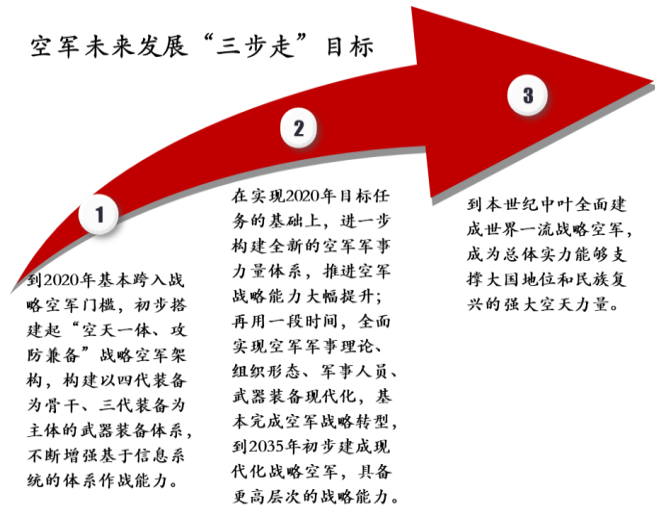 空军未来发展“三步走”目标
1
到2020年基本跨入战
略空军门槛，初步搭
建起“空天一体、攻
防兼备”战略空军架
构，构建以四代装备
为骨干、三代装备为
主体的武器装备体系，
不断增强基于信息系
统的体系作战能力。
2
在实现2020年目标任
务的基础上，进一步
构建全新的空军军事
力量体系，推进空军
战略能力大幅提升；
再用一段时间，全面
实现空军军事理论、
组织形态、军事人员、
武器装备现代化，基
本完成空军战略转型，
到2035年初步建成现
代化战略空军，具备
更高层次的战略能力。
3
到本世纪中叶全面建
成世界一流战略空军，
成为总体实力能够支
撑大国地位和民族复
兴的强大空天力量。